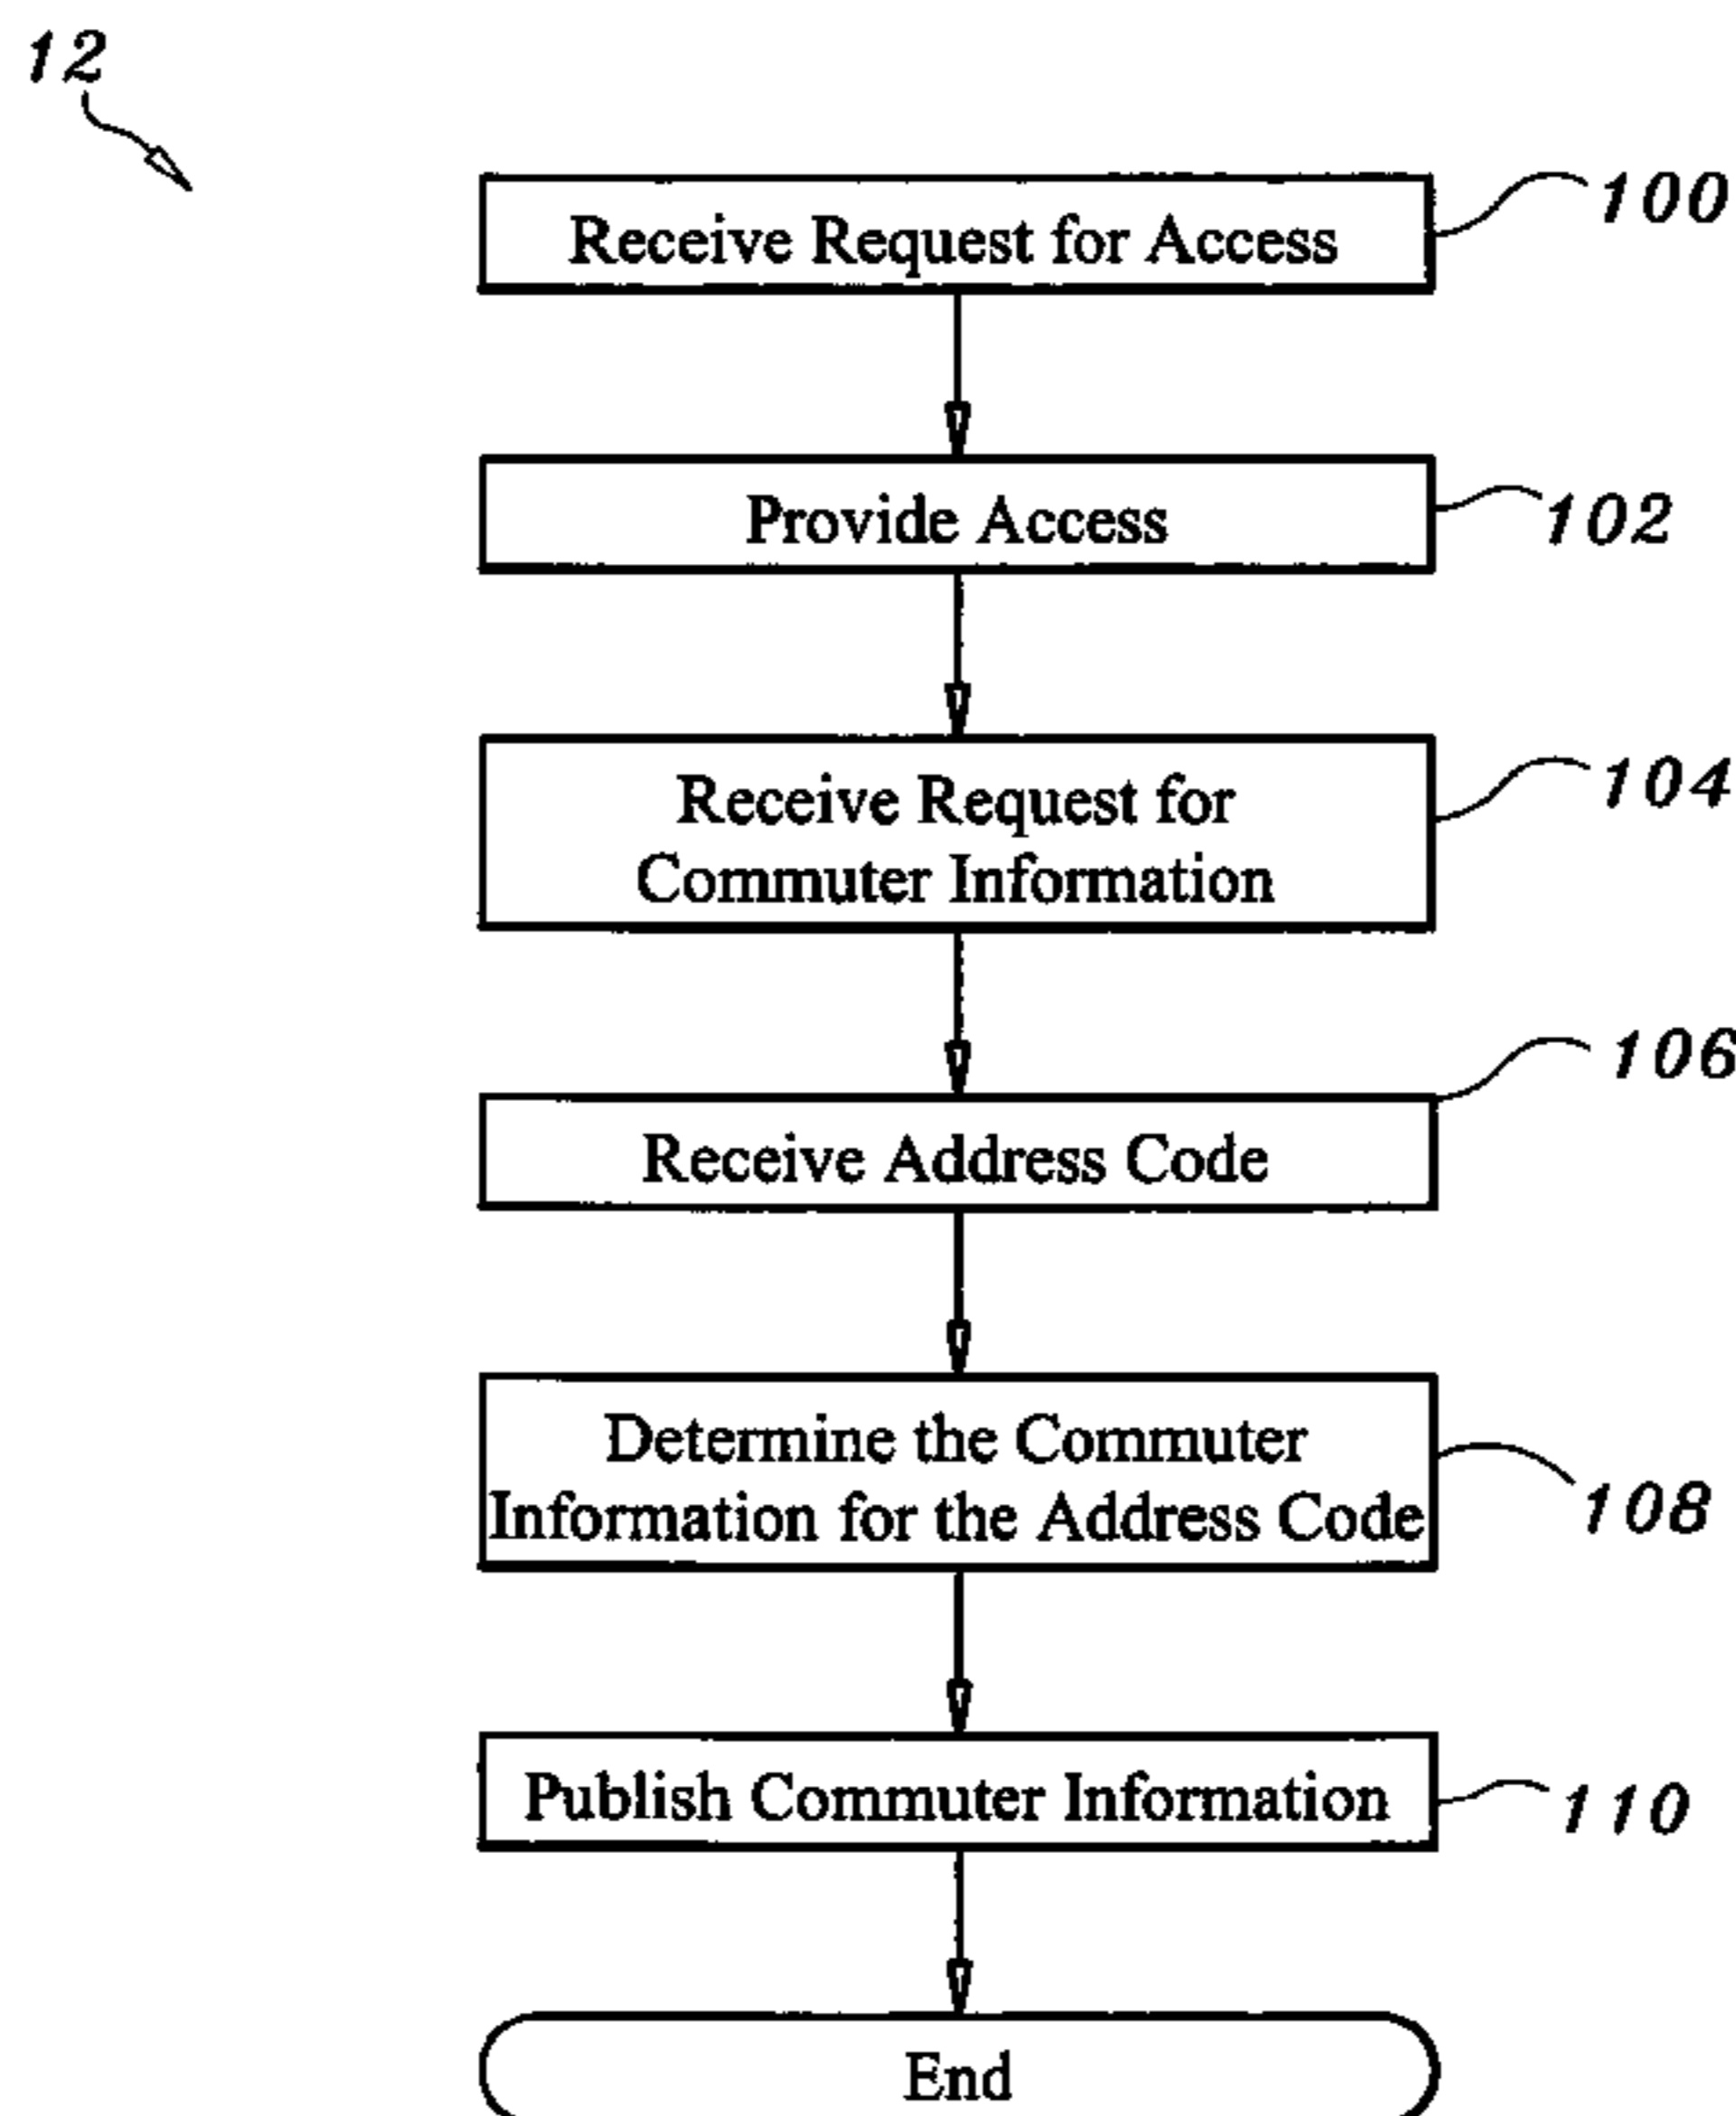 12
Receive Request for Access
100
Provide Access
102
Receive Request for
Commuter Information
104
106
Receive Address Code
Determine the Commuter
Information for the Address Code
108
Publish Commuter Information
110
End